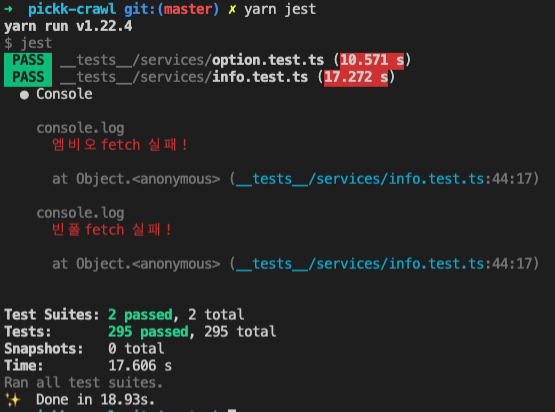 ➜ pickk-crawl git:(master) ✗ yarn jest
yarn run v1.22.4
$ jest
PASS __tests__/services/option.test.ts (10.571 s)
PASS __tests__/services/info.test.ts (17.272 s)
● Console
console.log
엠비오 fetch 실패!
at Object.<anonymous> (__tests__/services/info.test.ts:44:17)
console.log
빈폴 fetch 실패!
at Object.<anonymous> (__tests__/services/info.test.ts:44:17)
Test Suites: 2 passed, 2 total
Tests: 295 passed, 295 total
Snapshots: 0 total
Time: 17.606 s
Ran all test suites.
✨ Done in 18.93s.